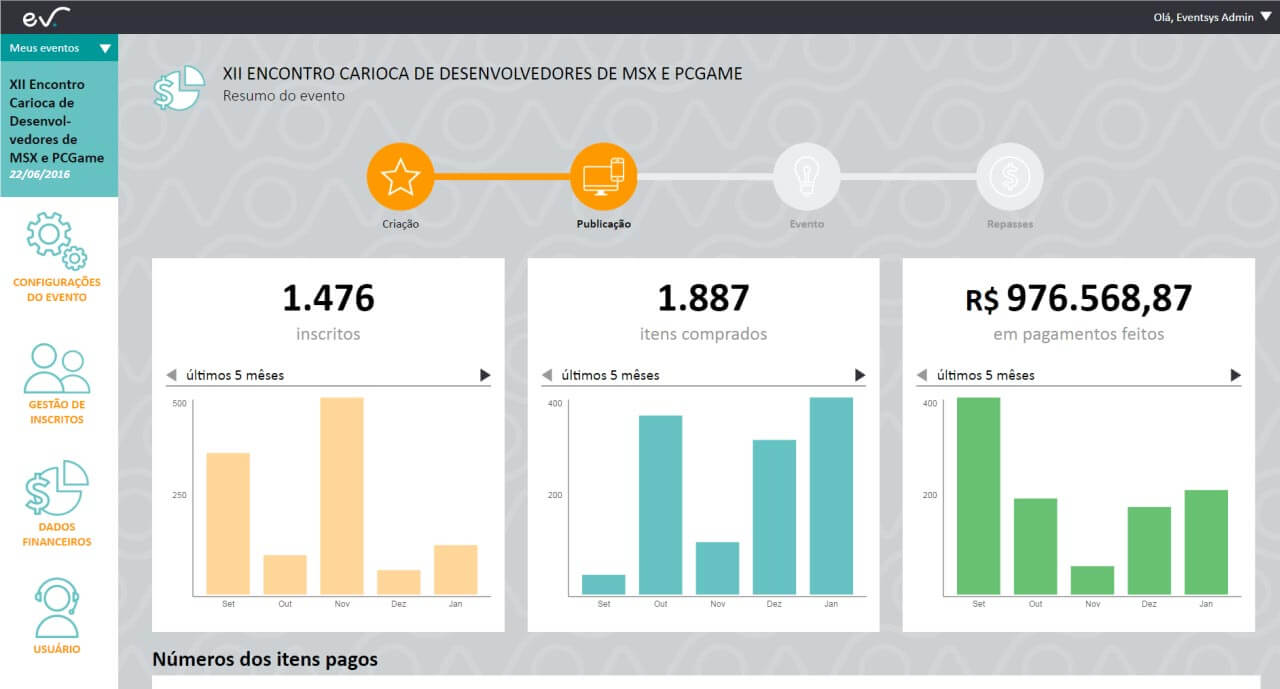 ev.
Olá, Eventsys Admin
Meus eventos
XII Encontro
Carioca de
Desenvol-
vedores de
MSX e PCGame
22/06/2016
CONFIGURAÇÕES
DO EVENTO
GESTÃO DE
INSCRITOS
DADOS
FINANCEIROS
USUÁRIO
XII ENCONTRO CARIOCA DE DESENVOLVEDORES DE MSX E PCGAME
Resumo do evento
Criação
Publicação
Evento
Repasses
1.476
inscritos
últimos 5 mêses
500
250
Set Out Nov Dez Jan
1.887
itens comprados
últimos 5 mêses
400
200
Set Out Nov Dez Jan
R$ 976.568,87
em pagamentos feitos
últimos 5 mêses
400
200
Set Out Nov Dez Jan
Números dos itens pagos